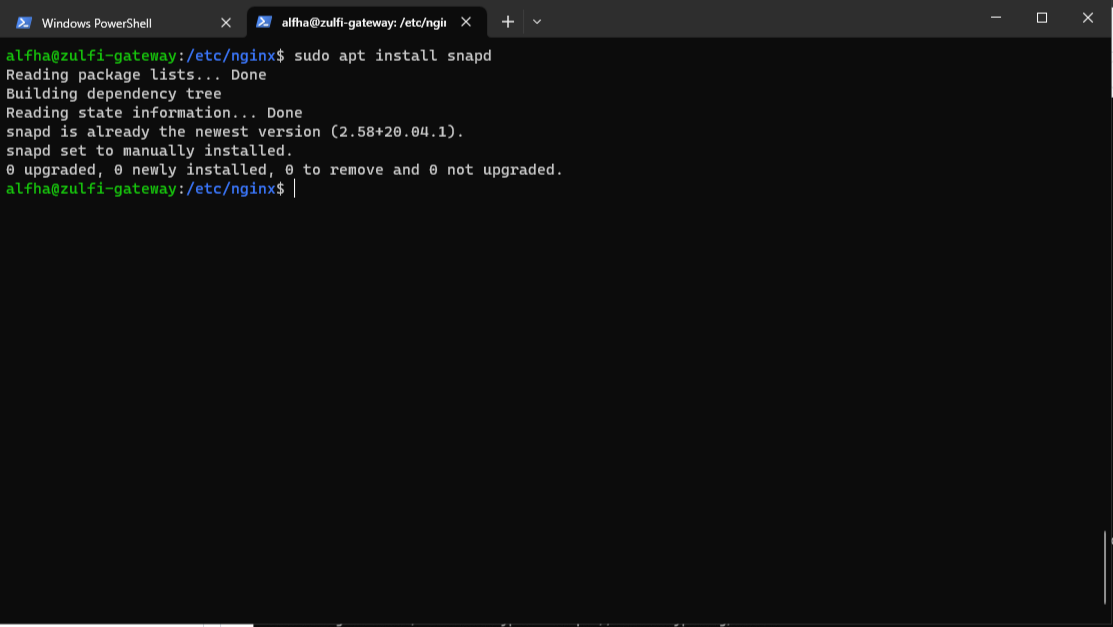 Windows PowerShell
alfha@zulfi-gateway: /etc/ngii
alfha@zulfi-gateway:/etc/nginx$ sudo apt install snapd
Reading package lists... Done
Building dependency tree
Reading state information... Done
snapd is already the newest version (2.58+20.04.1).
snapd set to manually installed.
0 upgraded, 0 newly installed, 0 to remove and 0 not upgraded.
alfha@zulfi-gateway:/etc/nginx$